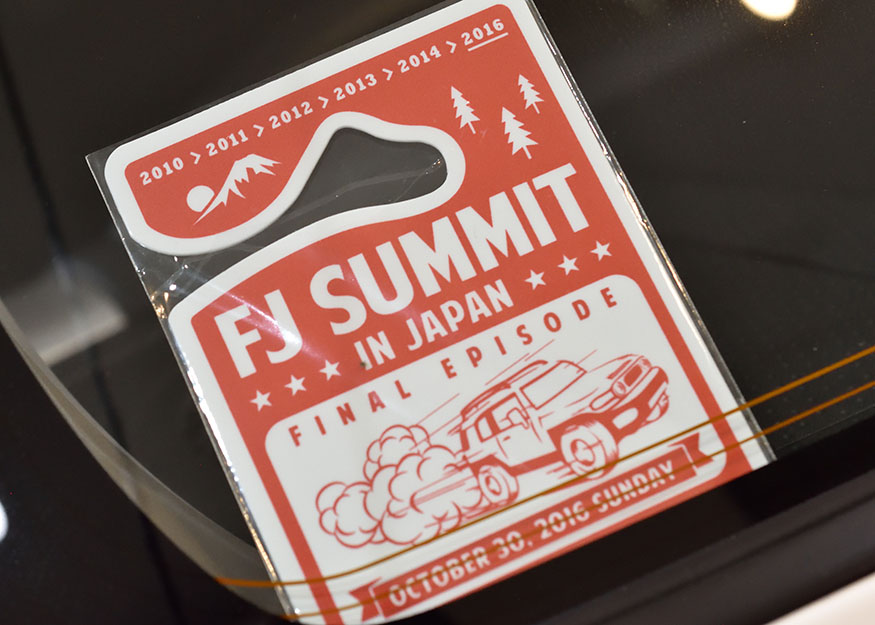 2010 > 2011 > 2012 > 2013 > 2014 > 2016
FJ SUMMIT
IN JAPAN
FINAL EPISODE
OCTOBER 30. 2016 SUNDAY